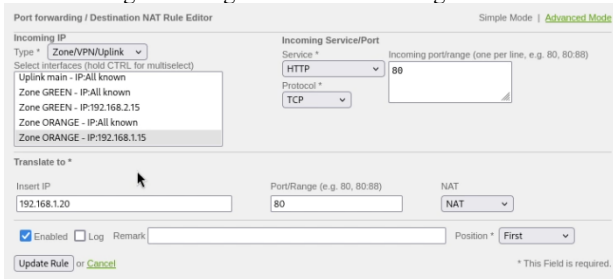 Port forwarding / Destination NAT Rule Editor
Simple Mode | Advanced Mode
Incoming IP
Type * Zone/VPN/Uplink
Select interfaces (hold CTRL for multiselect)
Uplink main - IP:All known
Zone GREEN - IP:All known
Zone GREEN - IP:192.168.2.15
Zone ORANGE - IP:All known
Zone ORANGE - IP:192.168.1.15
Incoming Service/Port
Service * Incoming port/range (one per line, e.g. 80, 80:88)
HTTP 80
Protocol *
TCP
Translate to *
Insert IP Port/Range (e.g. 80, 80:88) NAT
192.168.1.20 80 NAT
Enabled Log Remark Position * First
Update Rule or Cancel * This Field is required.